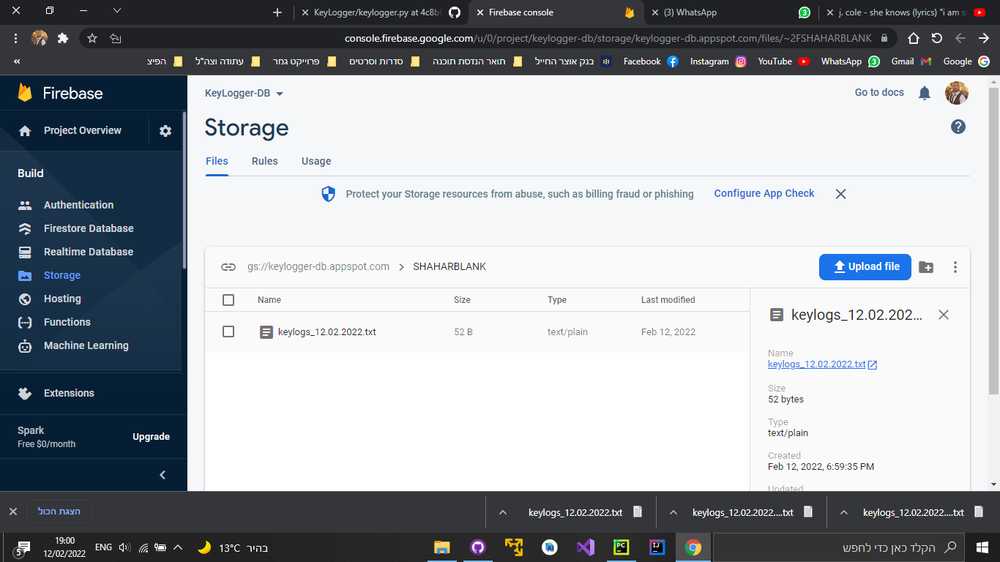 KeyLogger/keylogger.py at 4c8b
Firebase console
(3) WhatsApp
j. cole - she knows (lyrics) "i am s
console.firebase.google.com/u/0/project/keylogger-db/storage/keylogger-db.appspot.com/files/~2FSHAHARBLANK
הפיצ
עתודה וצה"ל
פרוייקט גמר
סדרות וסרטים
תואר הנדסת תוכנה
בנק אוצר החייל
Facebook
Instagram
YouTube
WhatsApp
Gmail
Google
Firebase
Project Overview
Build
Authentication
Firestore Database
Realtime Database
Storage
Hosting
Functions
Machine Learning
Extensions
Spark
Free $0/month
Upgrade
KeyLogger-DB
Go to docs
Storage
Files
Rules
Usage
Protect your Storage resources from abuse, such as billing fraud or phishing
Configure App Check
gs://keylogger-db.appspot.com
SHAHARBLANK
Upload file
Name
Size
Type
Last modified
keylogs_12.02.2022.txt
52 B
text/plain
Feb 12, 2022
keylogs_12.02.202...
Name
keylogs_12.02.2022.txt
Size
52 bytes
Type
text/plain
Created
Feb 12, 2022, 6:59:35 PM
Updated
הצגת הכול
keylogs_12.02.2022.txt
keylogs_12.02.2022....txt
keylogs_12.02.2022....txt
5
19:00
12/02/2022
ENG
13°C
בהיר
הקלד כאן כדי לחפש